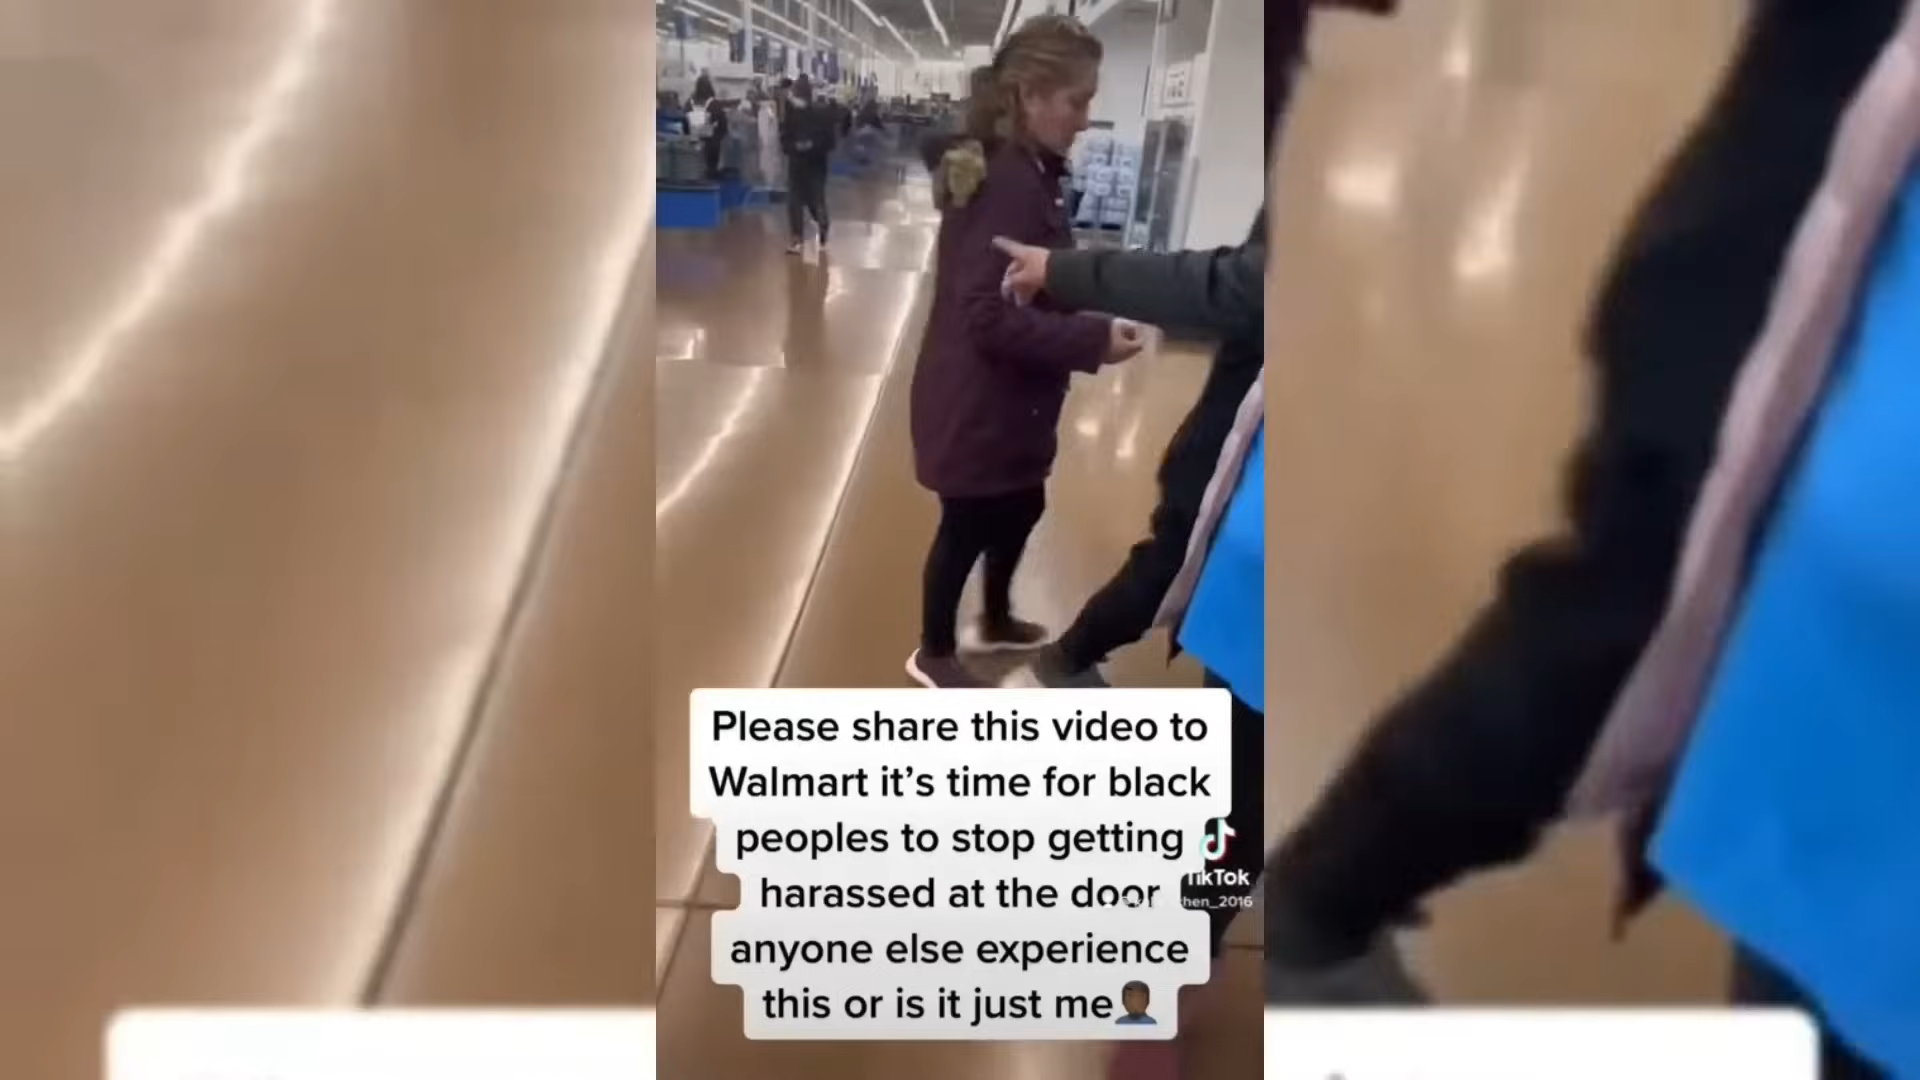 Please share this video to
Walmart it's time for black
peoples to stop getting
harassed at the door
anyone else experience
this or is it just me🤦🏾‍♂️
TikTok
hen_2016